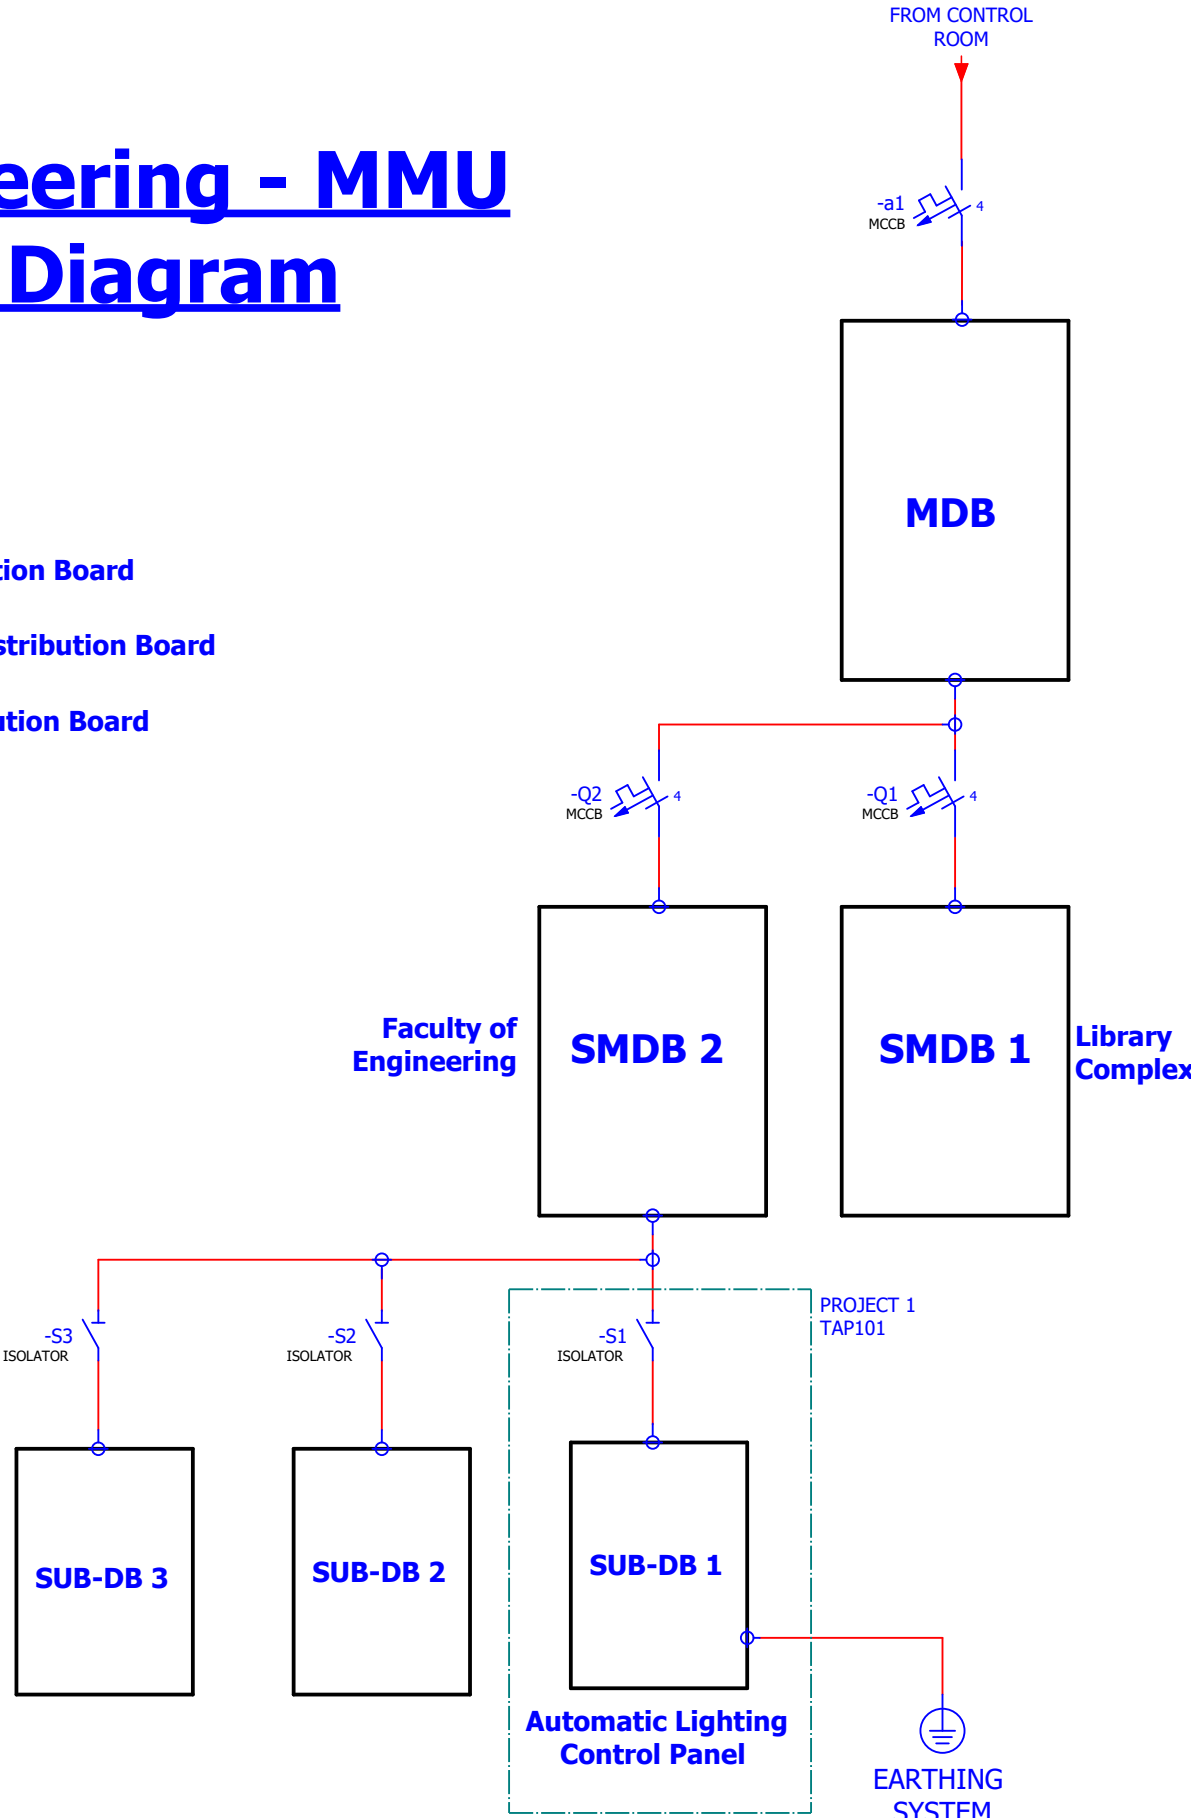 FROM CONTROL
ROOM
eering - MMU
Diagram
-a1
MCCB
4
MDB
tion Board
stribution Board
ution Board
-Q2
MCCB
4
-Q1
MCCB
4
Faculty of
Engineering
SMDB 2
SMDB 1
Library
Complex
PROJECT 1
TAP101
-S3
ISOLATOR
-S2
ISOLATOR
-S1
ISOLATOR
SUB-DB 3
SUB-DB 2
SUB-DB 1
Automatic Lighting
Control Panel
EARTHING
SYSTEM